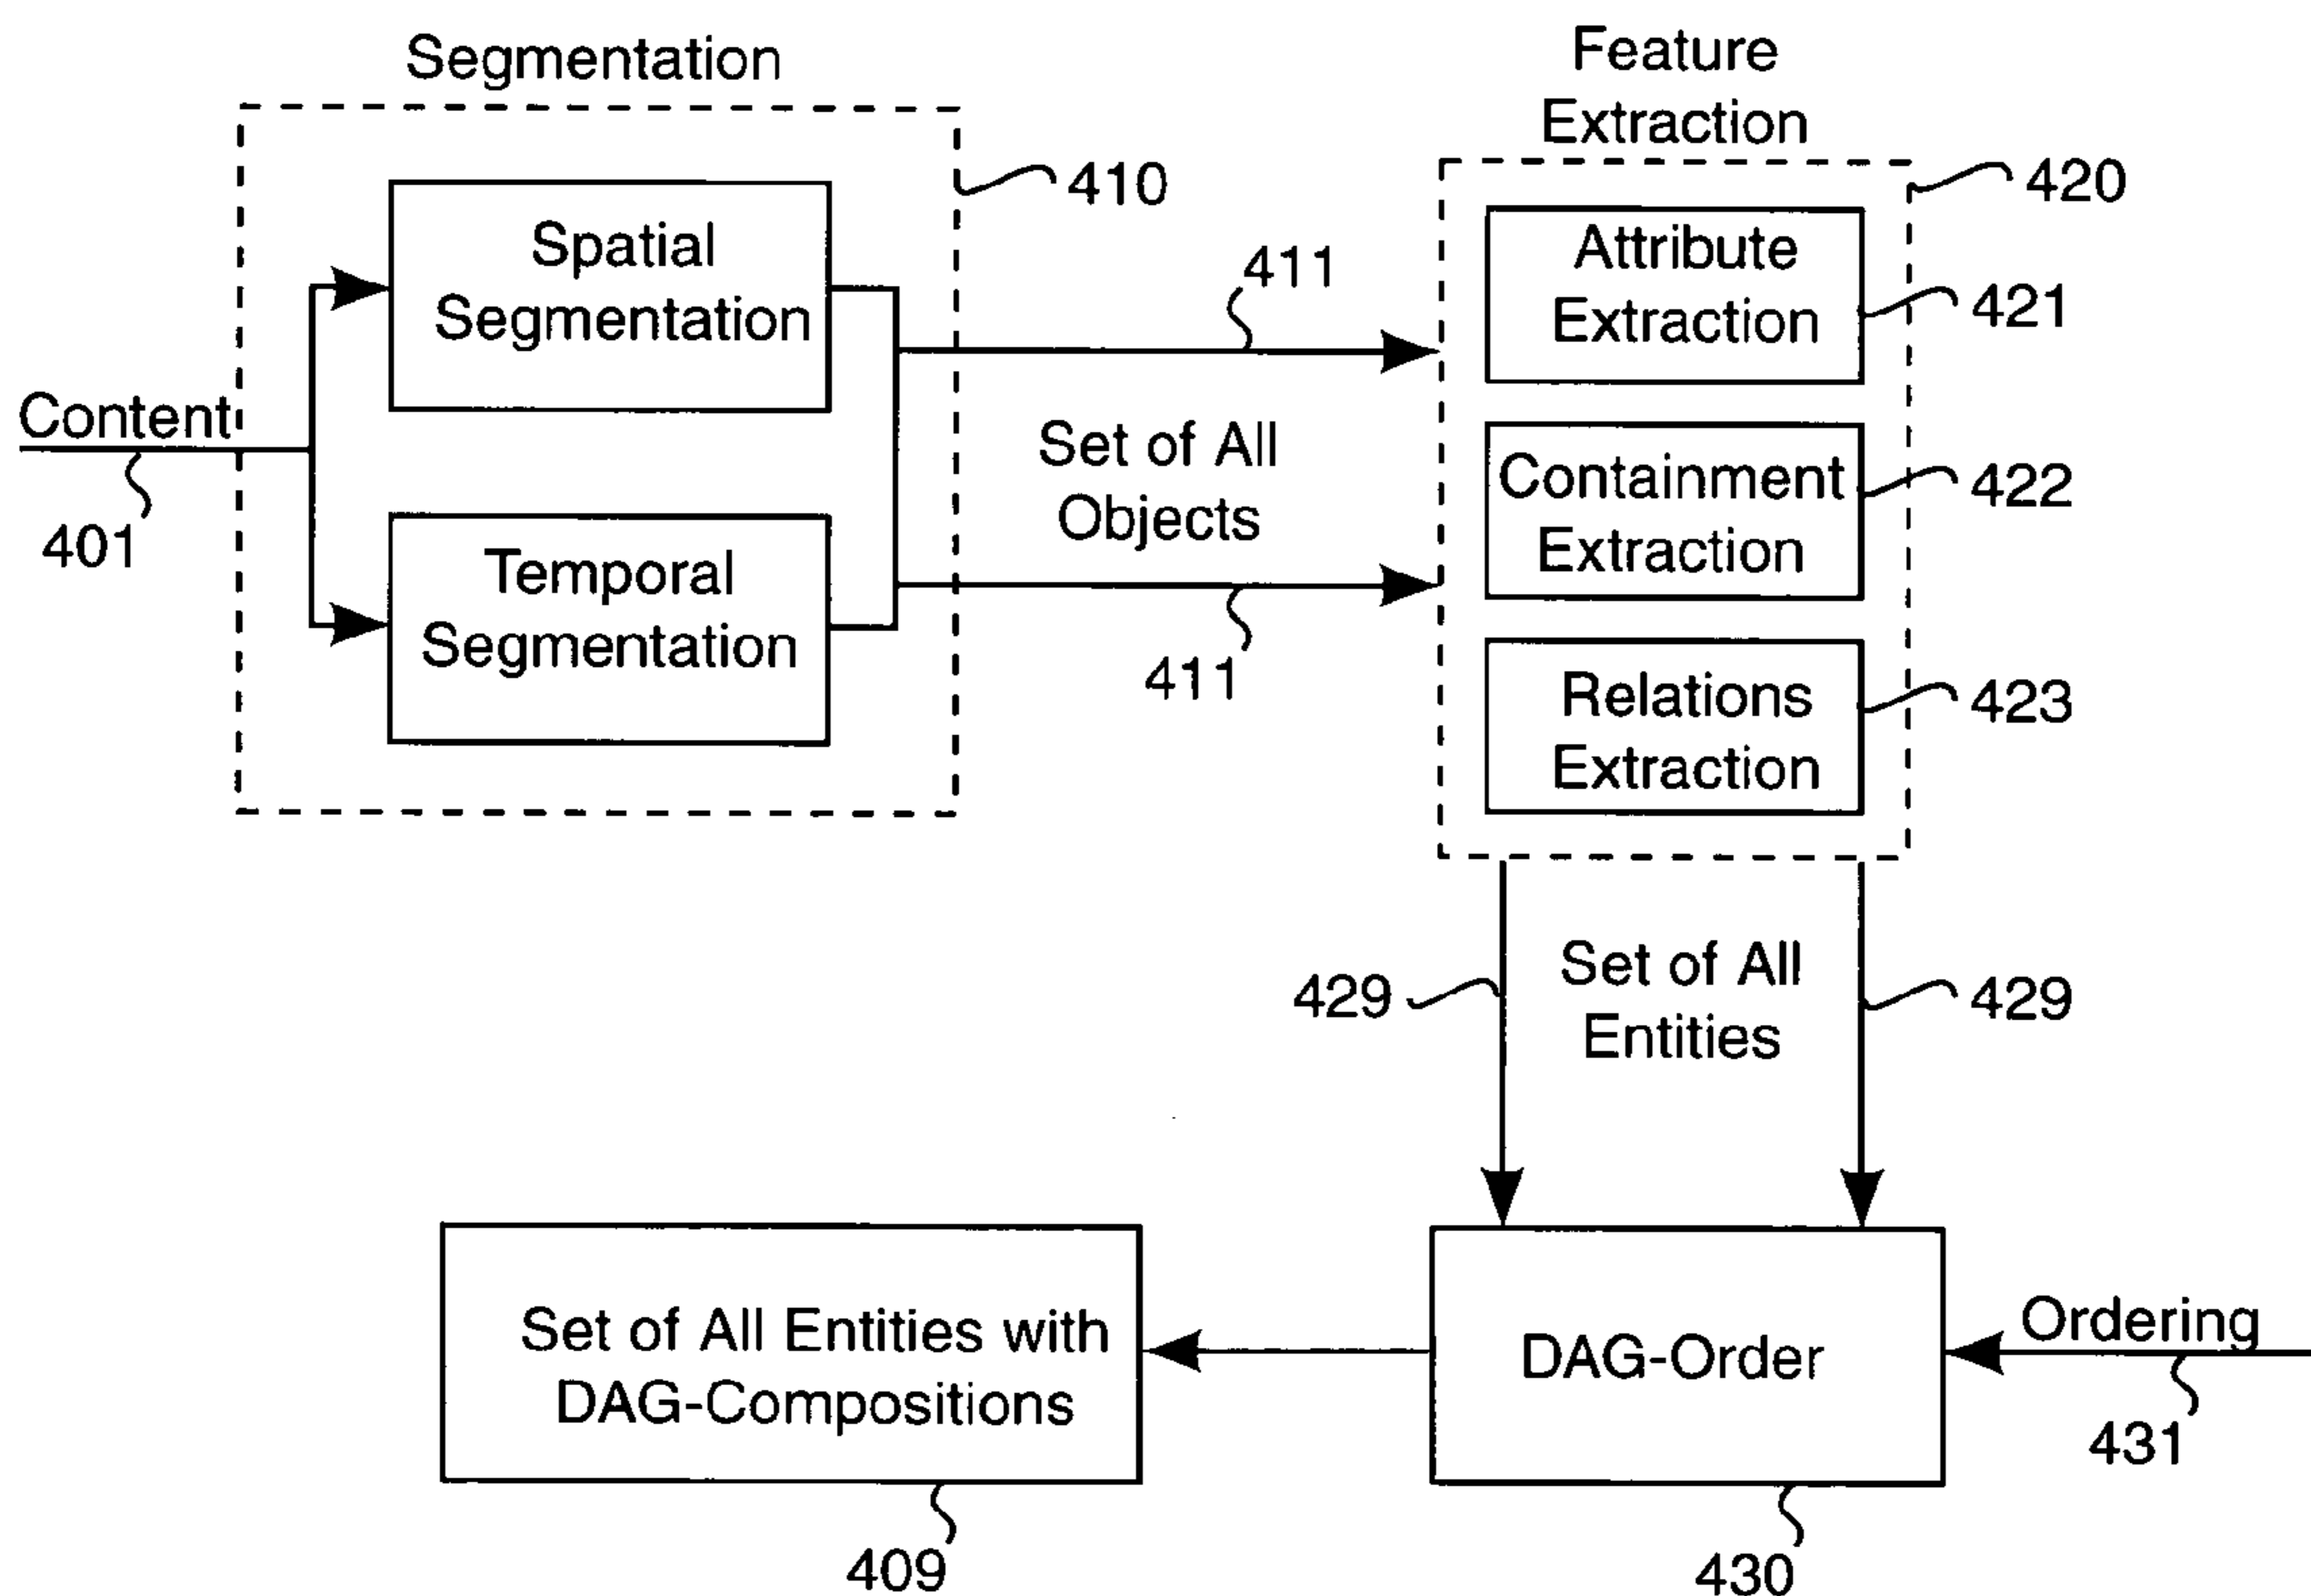 Segmentation
Feature
Extraction
410
420
Spatial
Segmentation
Attribute
Extraction
411
421
Content
401
Set of All
Objects
Containment
Extraction
422
Temporal
Segmentation
411
Relations
Extraction
423
429
Set of All
Entities
429
Set of All Entities with
DAG-Compositions
DAG-Order
Ordering
431
409
430